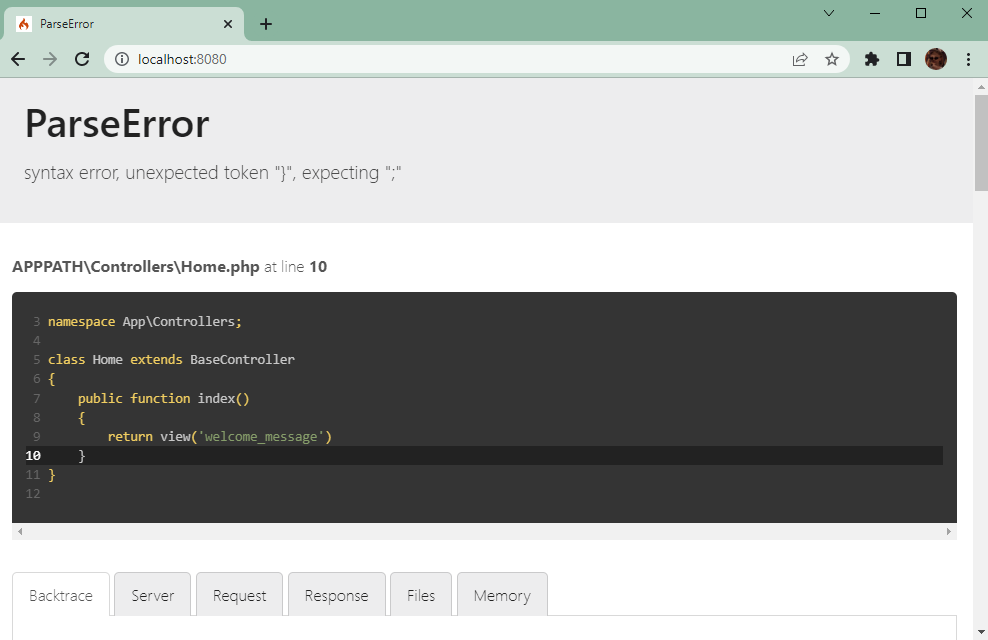 ParseError
localhost:8080
ParseError
syntax error, unexpected token "}", expecting ";"
APPPATH\Controllers\Home.php at line 10
3 namespace App\Controllers;
4
5 class Home extends BaseController
6 {
7     public function index()
8     {
9         return view('welcome_message')
10     }
11 }
12
Backtrace Server Request Response Files Memory